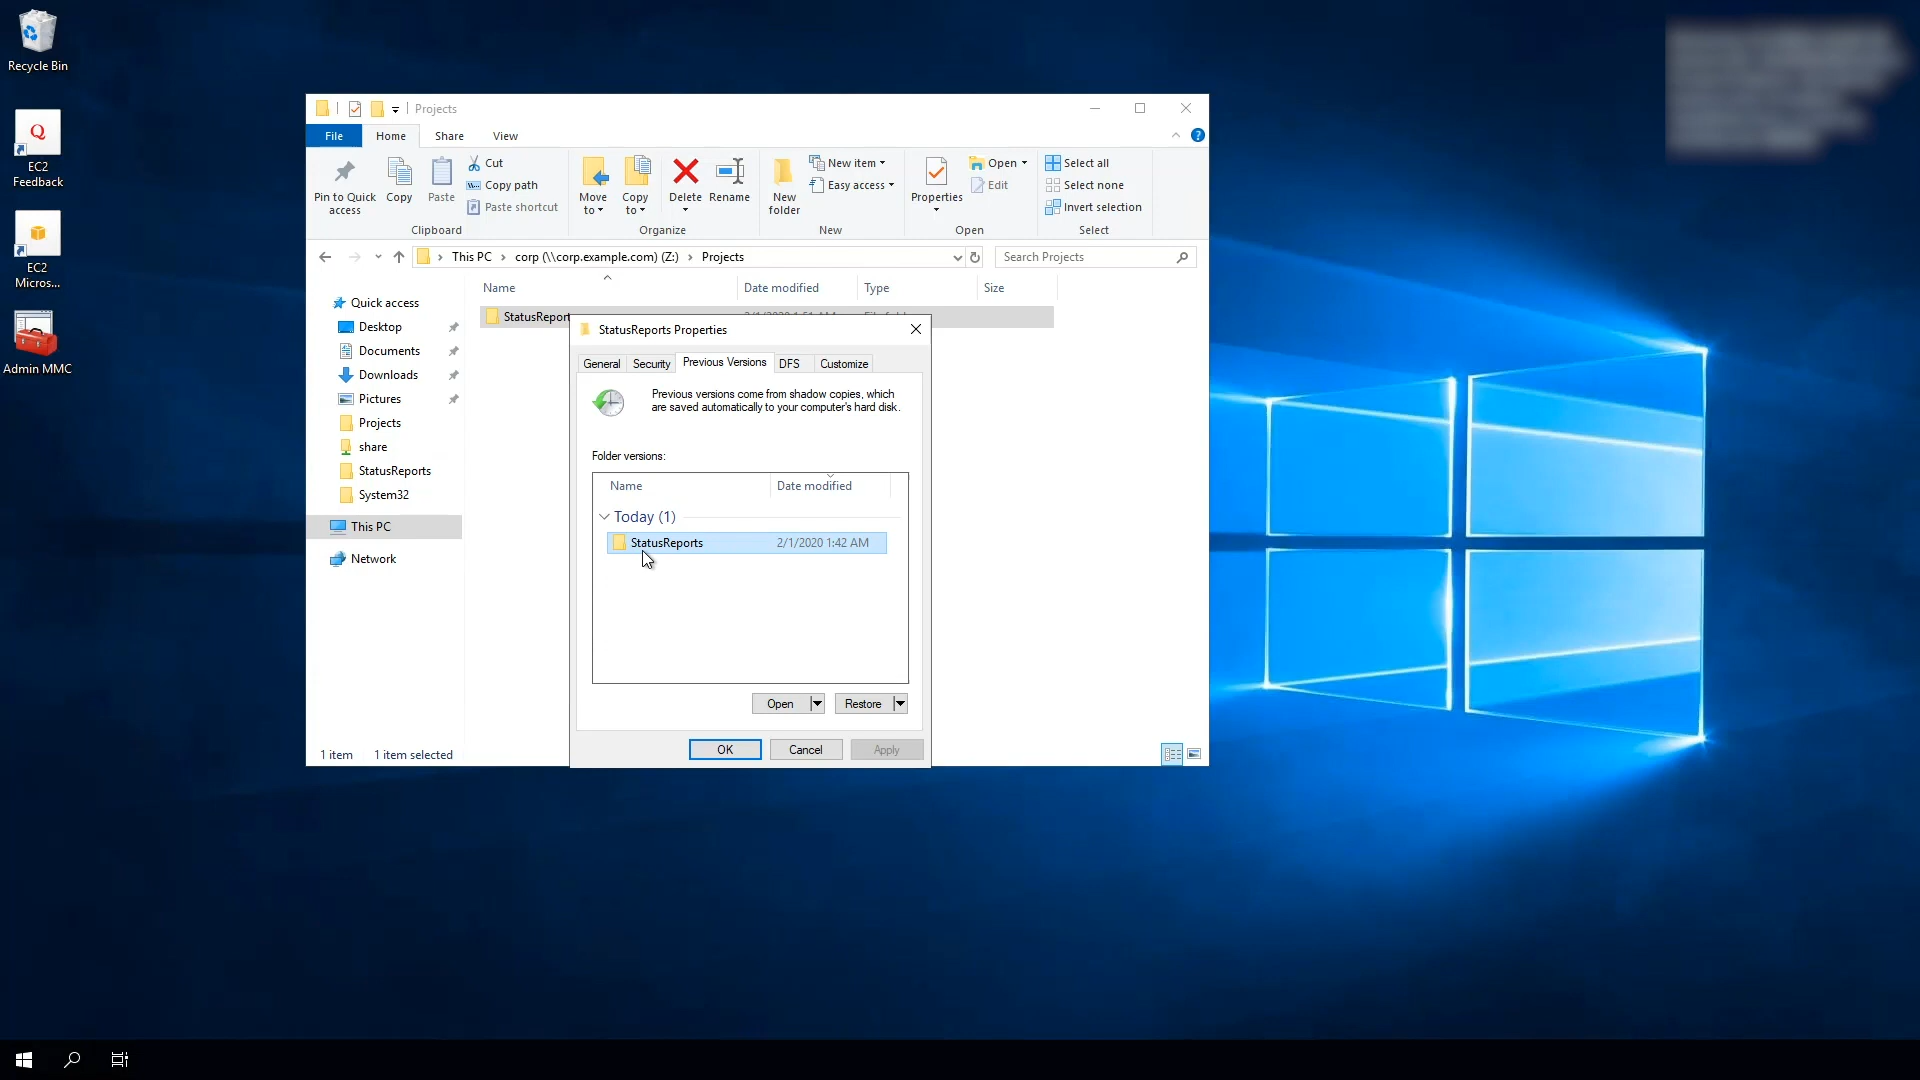 Recycle Bin
EC2
Feedback
EC2
Micros...
Admin MMC
Projects
File
Home
Share
View
Pin to Quick
access
Copy
Paste
Cut
Copy path
Paste shortcut
Clipboard
Move
to
Copy
to
Delete
Rename
Organize
New
folder
New item
Easy access
New
Properties
Open
Edit
Open
Select all
Select none
Invert selection
Select
This PC
corp (\\corp.example.com) (Z:)
Projects
Search Projects
Quick access
Desktop
Documents
Downloads
Pictures
Projects
share
StatusReports
System32
This PC
Network
Name
Date modified
Type
Size
StatusReport
StatusReports Properties
General
Security
Previous Versions
DFS
Customize
Previous versions come from shadow copies, which
are saved automatically to your computer's hard disk.
Folder versions:
Name
Date modified
Today (1)
StatusReports 2/1/2020 1:42 AM
Open
Restore
OK
Cancel
Apply
1 item
1 item selected